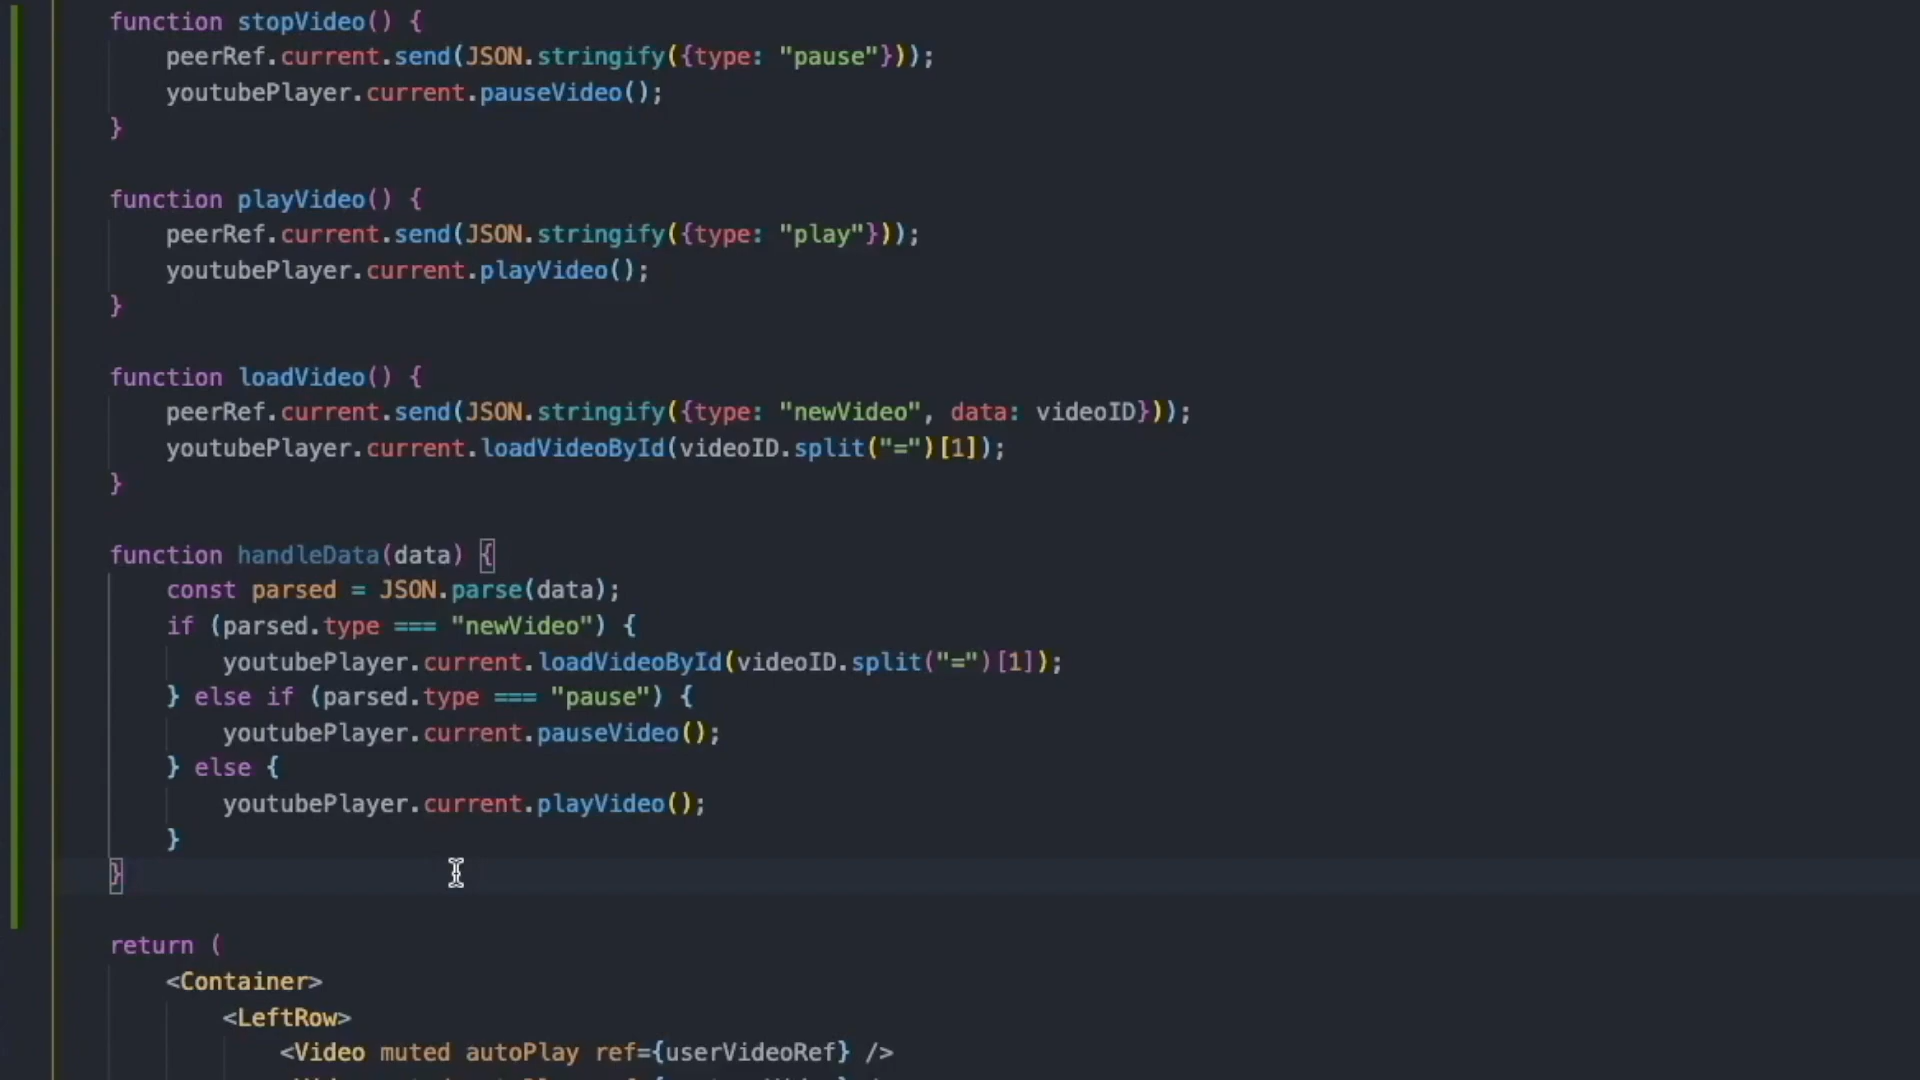 function stopVideo() {
peerRef.current.send(JSON.stringify({type: "pause"}));
youtubePlayer.current.pauseVideo();
}
function playVideo() {
peerRef.current.send(JSON.stringify({type: "play"}));
youtubePlayer.current.playVideo();
}
function loadVideo() {
peerRef.current.send(JSON.stringify({type: "newVideo", data: videoID}));
youtubePlayer.current.loadVideoById(videoID.split("=")[1]);
}
function handleData(data) {
const parsed = JSON.parse(data);
if (parsed.type === "newVideo") {
youtubePlayer.current.loadVideoById(videoID.split("=")[1]);
} else if (parsed.type === "pause") {
youtubePlayer.current.pauseVideo();
} else {
youtubePlayer.current.playVideo();
}
}
return (
<Container>
<LeftRow>
<Video muted autoPlay ref={userVideoRef} />